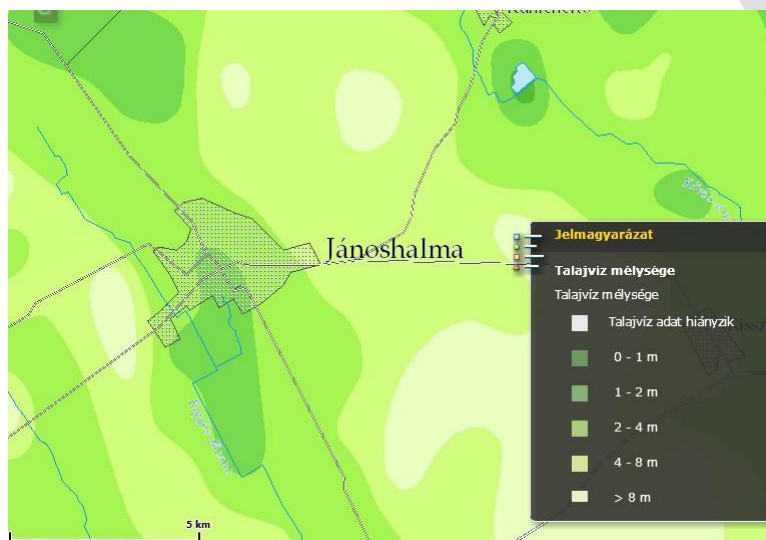 Jánoshalma
Jelmagyarázat
Talajvíz mélysége
Talajvíz mélysége
Talajvíz adat hiányzik
0 - 1 m
1 - 2 m
2 - 4 m
4 - 8 m
> 8 m
5 km